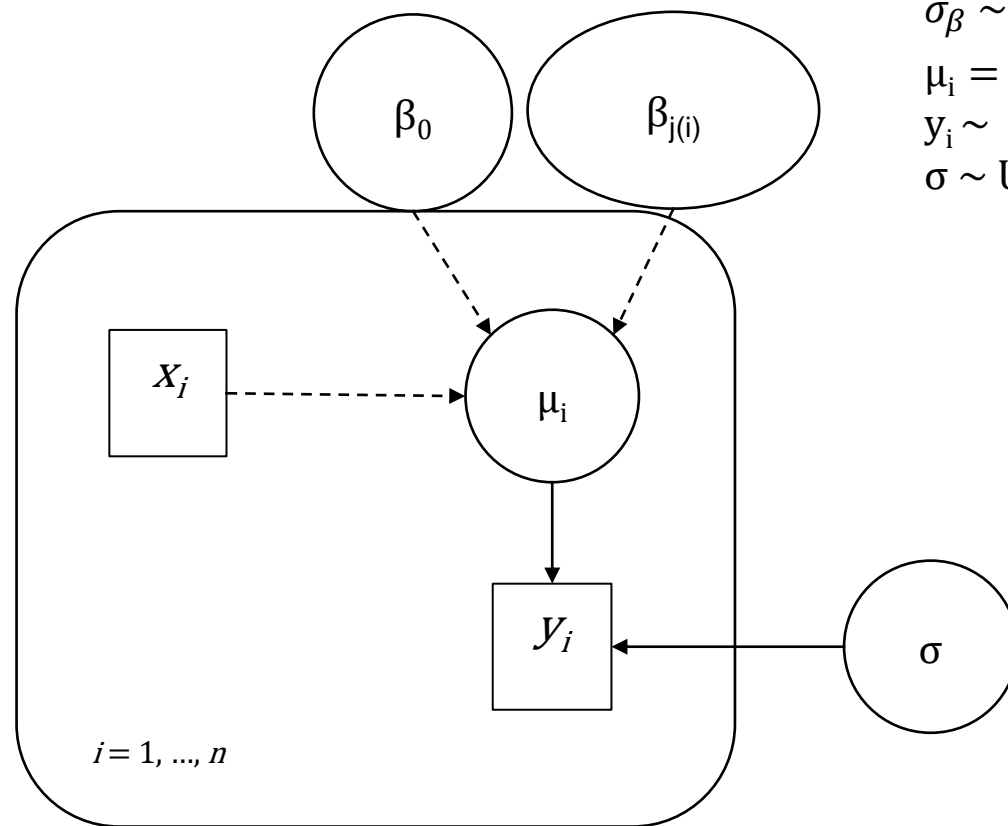 σ_β ~
μ_i =
y_i ~
σ ~ U
β_0
β_j(i)
x_i
μ_i
y_i
σ
i = 1, ..., n